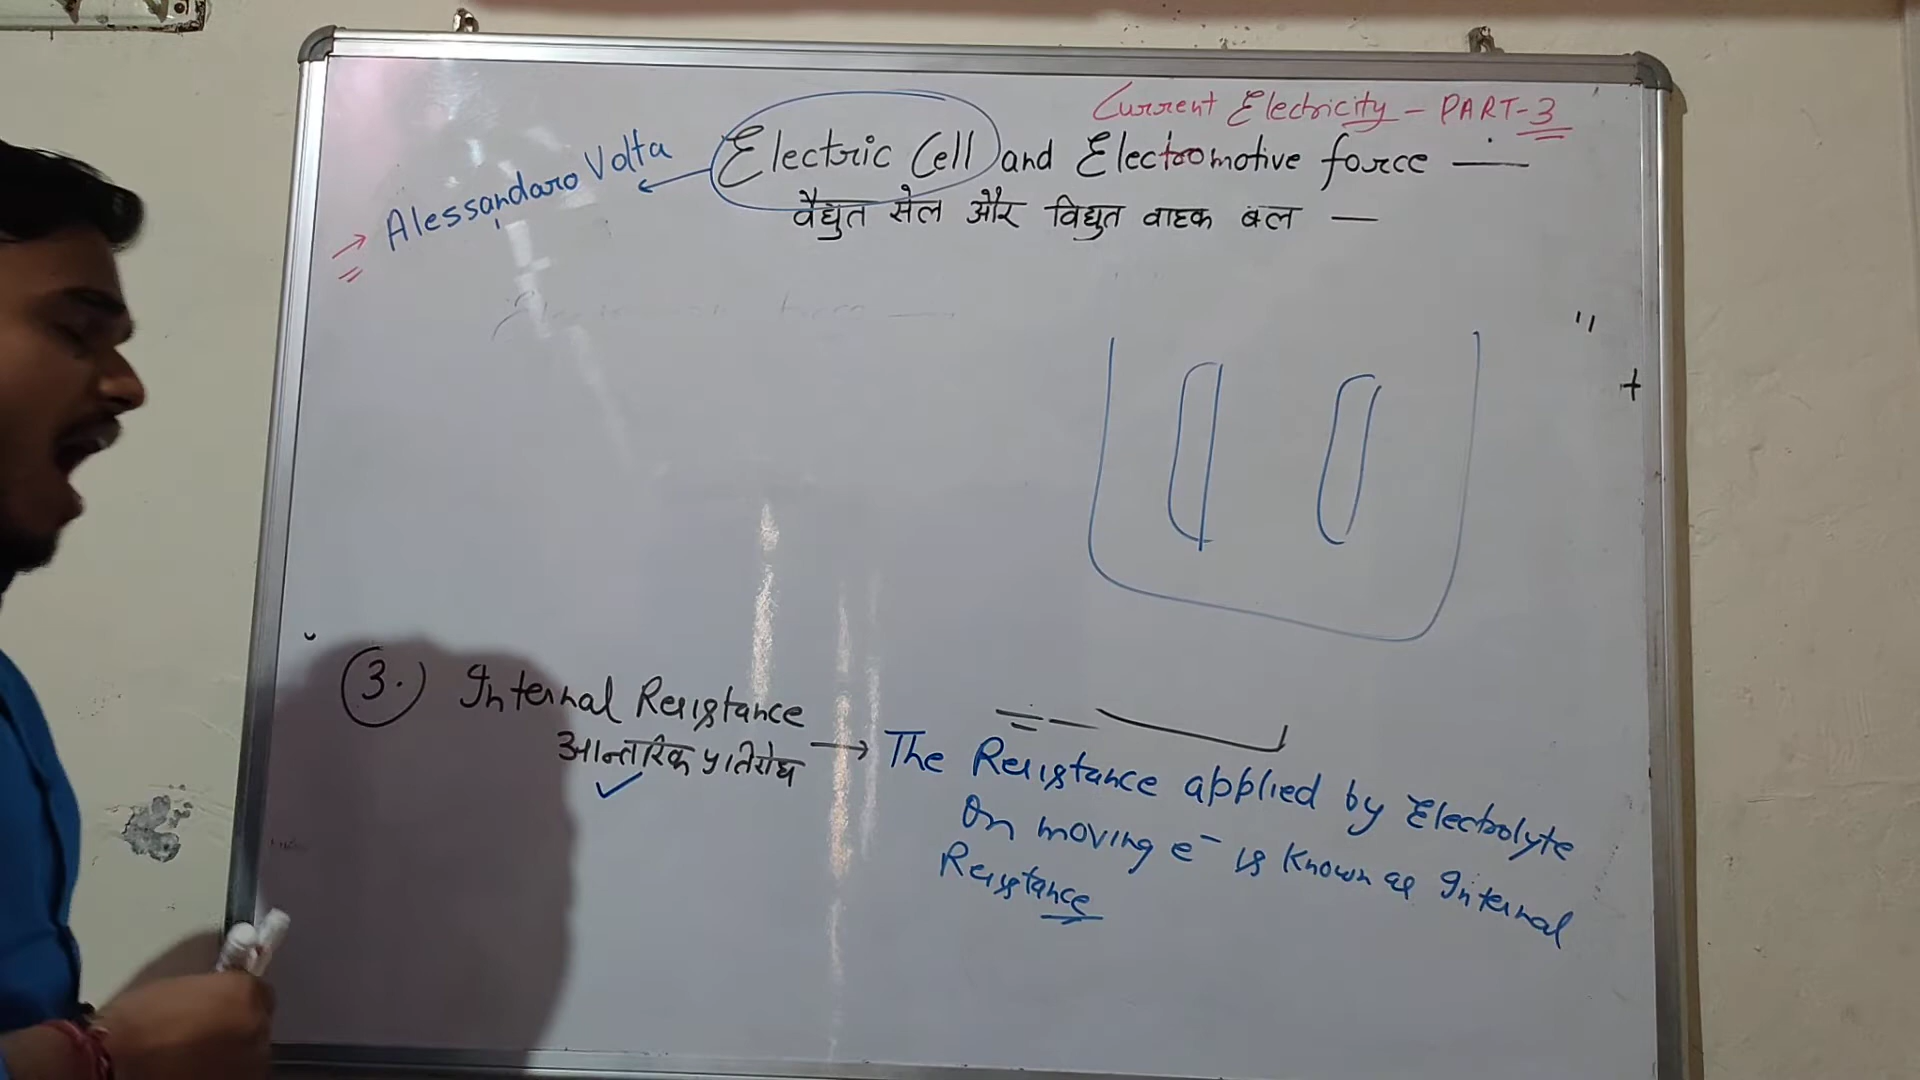 Current Electricity - PART-3
Electric Cell and Electromotive force —
Alessandaro Volta
वैद्युत सेल और विद्युत वाहक बल —
3. Internal Resistance
आन्तरिक प्रतिरोध → The Resistance applied by Electrolyte
On moving e⁻ is Known as Internal
Resistance